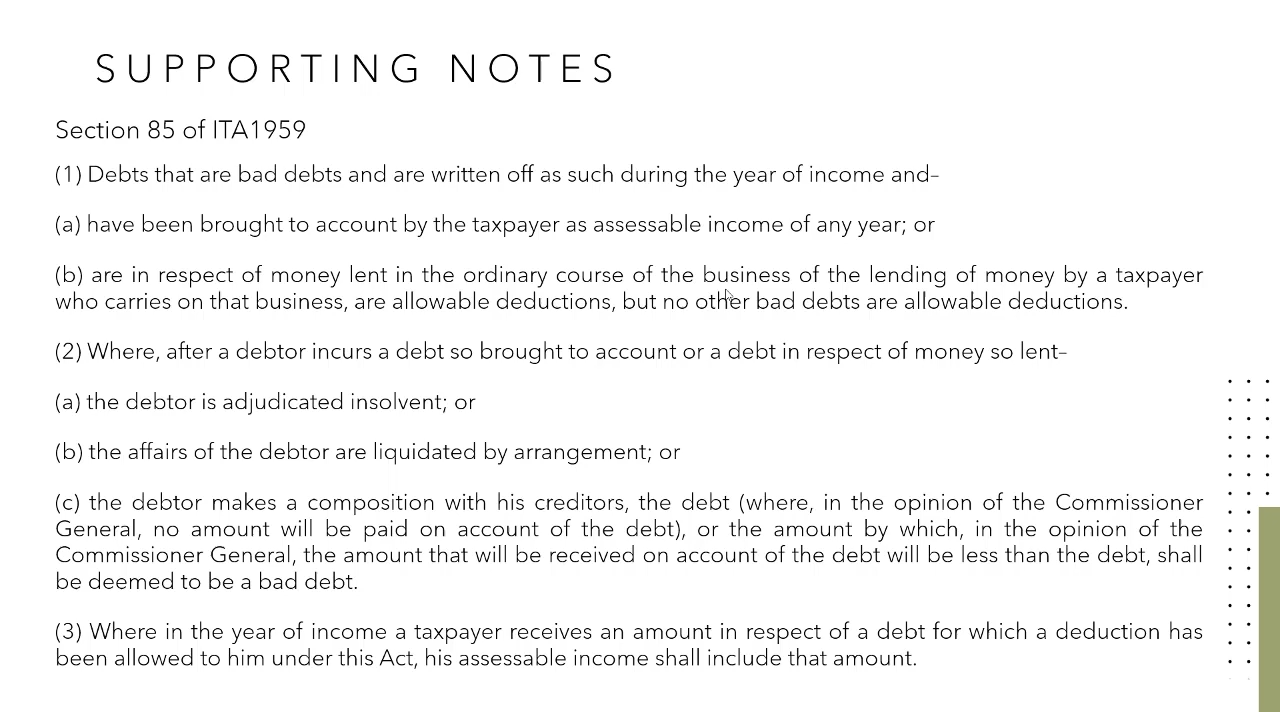 SUPPORTING NOTES
Section 85 of ITA1959
(1) Debts that are bad debts and are written off as such during the year of income and–
(a) have been brought to account by the taxpayer as assessable income of any year; or
(b) are in respect of money lent in the ordinary course of the business of the lending of money by a taxpayer
who carries on that business, are allowable deductions, but no other bad debts are allowable deductions.
(2) Where, after a debtor incurs a debt so brought to account or a debt in respect of money so lent–
(a) the debtor is adjudicated insolvent; or
(b) the affairs of the debtor are liquidated by arrangement; or
(c) the debtor makes a composition with his creditors, the debt (where, in the opinion of the Commissioner
General, no amount will be paid on account of the debt), or the amount by which, in the opinion of the
Commissioner General, the amount that will be received on account of the debt will be less than the debt, shall
be deemed to be a bad debt.
(3) Where in the year of income a taxpayer receives an amount in respect of a debt for which a deduction has
been allowed to him under this Act, his assessable income shall include that amount.